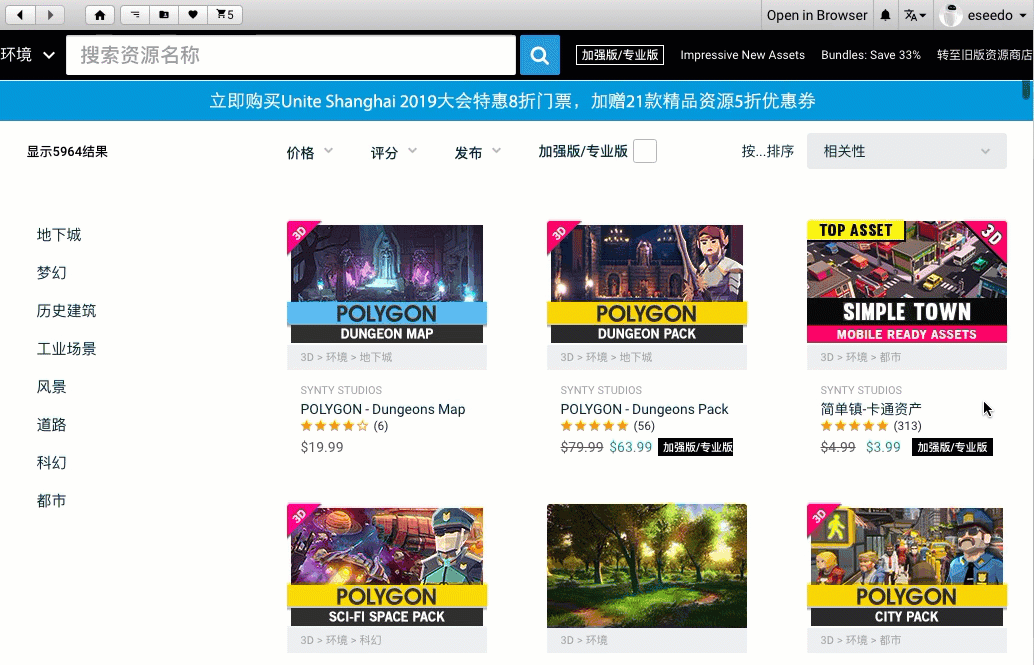 5
Open in Browser
eseedo
环境
搜索资源名称
加强版/专业版
Impressive New Assets
Bundles: Save 33%
转至旧版资源商店
立即购买Unite Shanghai 2019大会特惠8折门票，加赠21款精品资源5折优惠券
显示5964结果
价格
评分
发布
加强版/专业版
按...排序
相关性
地下城
梦幻
历史建筑
工业场景
风景
道路
科幻
都市
3D
POLYGON
DUNGEON MAP
3D > 环境 > 地下城
SYNTY STUDIOS
POLYGON - Dungeons Map
(6)
$19.99
3D
POLYGON
DUNGEON PACK
3D > 环境 > 地下城
SYNTY STUDIOS
POLYGON - Dungeons Pack
(56)
$79.99 $63.99 加强版/专业版
TOP ASSET
3D
SIMPLE TOWN
MOBILE READY ASSETS
3D > 环境 > 都市
SYNTY STUDIOS
简单镇-卡通资产
(313)
$4.99 $3.99 加强版/专业版
3D
POLYGON
SCI-FI SPACE PACK
3D > 环境 > 科幻
3D > 环境
3D
POLYGON
CITY PACK
3D > 环境 > 都市